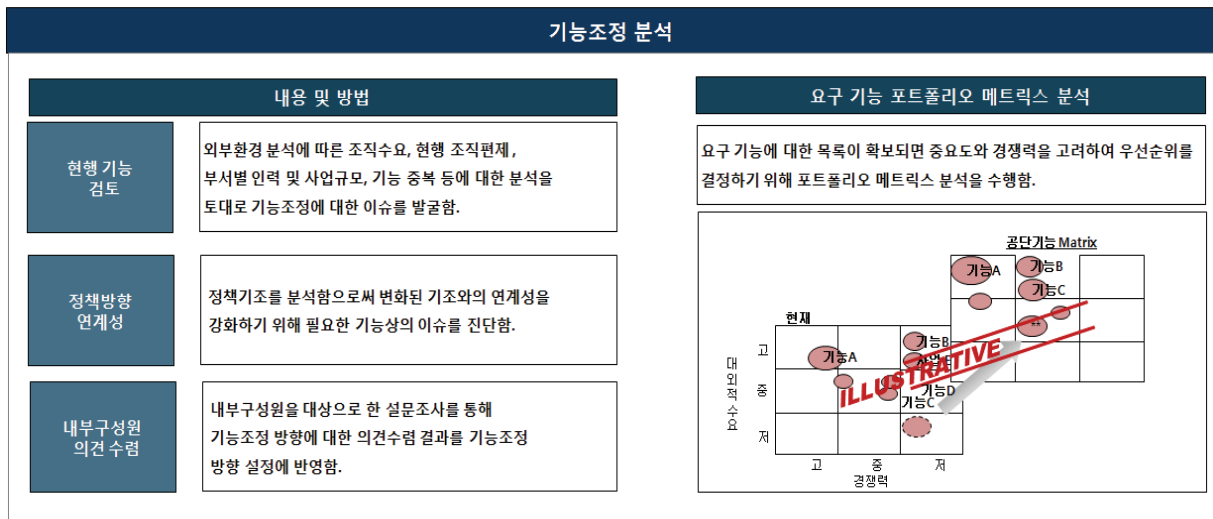 기능조정 분석
내용 및 방법
현행 기능
검토
외부환경 분석에 따른 조직수요, 현행 조직편제 ,
부서별 인력 및 사업규모, 기능 중복 등에 대한 분석을
토대로 기능조정에 대한 이슈를 발굴함.
정책방향
연계성
정책기조를 분석함으로써 변화된 기조와의 연계성을
강화하기 위해 필요한 기능상의 이슈를 진단함.
내부구성원
의견 수렴
내부구성원을 대상으로 한 설문조사를 통해
기능조정 방향에 대한 의견수렴 결과를 기능조정
방향 설정에 반영함.
요구 기능 포트폴리오 메트릭스 분석
요구 기능에 대한 목록이 확보되면 중요도와 경쟁력을 고려하여 우선순위를
결정하기 위해 포트폴리오 메트릭스 분석을 수행함.
공단기능 Matrix
기능A
기능B
기능C
**
현재
기능A
기능B
기능D
기능C
ILLUSTRATIVE
대외적수요
고
중
저
고
중
저
경쟁력